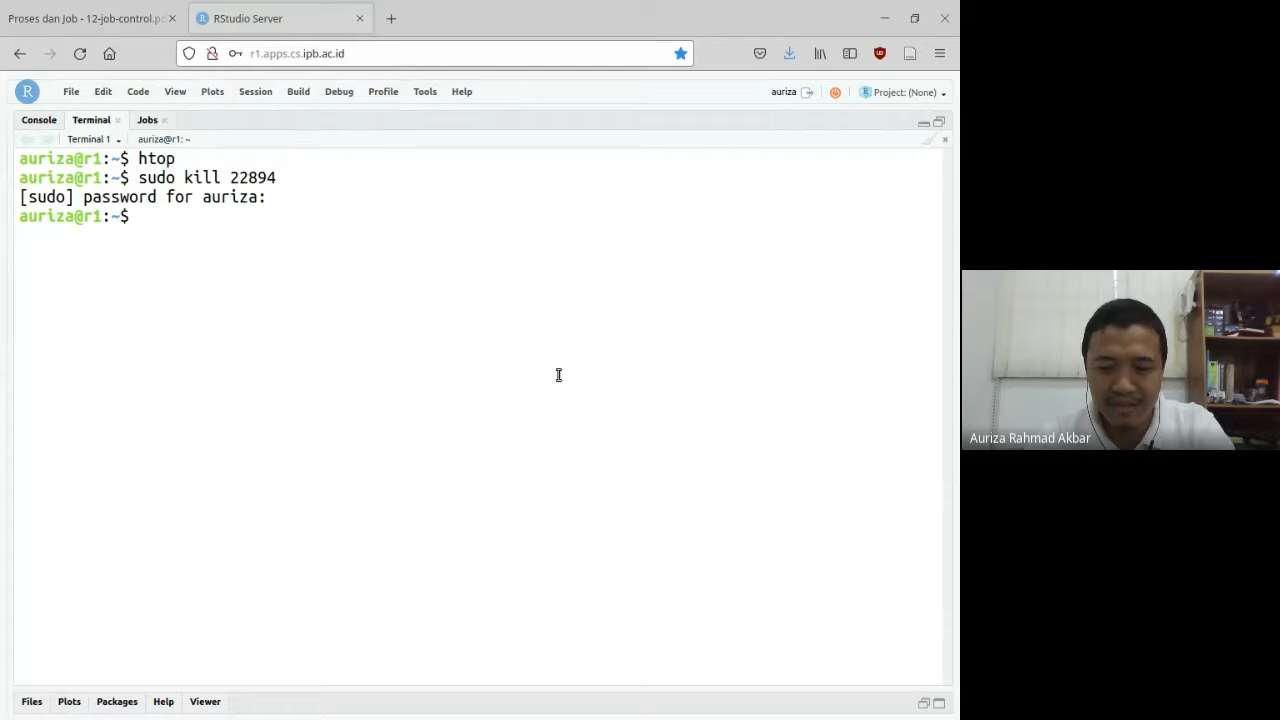 Proses dan Job - 12-job-control.pd
RStudio Server
r1.apps.cs.ipb.ac.id
File Edit Code View Plots Session Build Debug Profile Tools Help
auriza
Project: (None)
Console Terminal Jobs
Terminal 1 auriza@r1: ~
auriza@r1:~$ htop
auriza@r1:~$ sudo kill 22894
[sudo] password for auriza:
auriza@r1:~$
Auriza Rahmad Akbar
Files Plots Packages Help Viewer